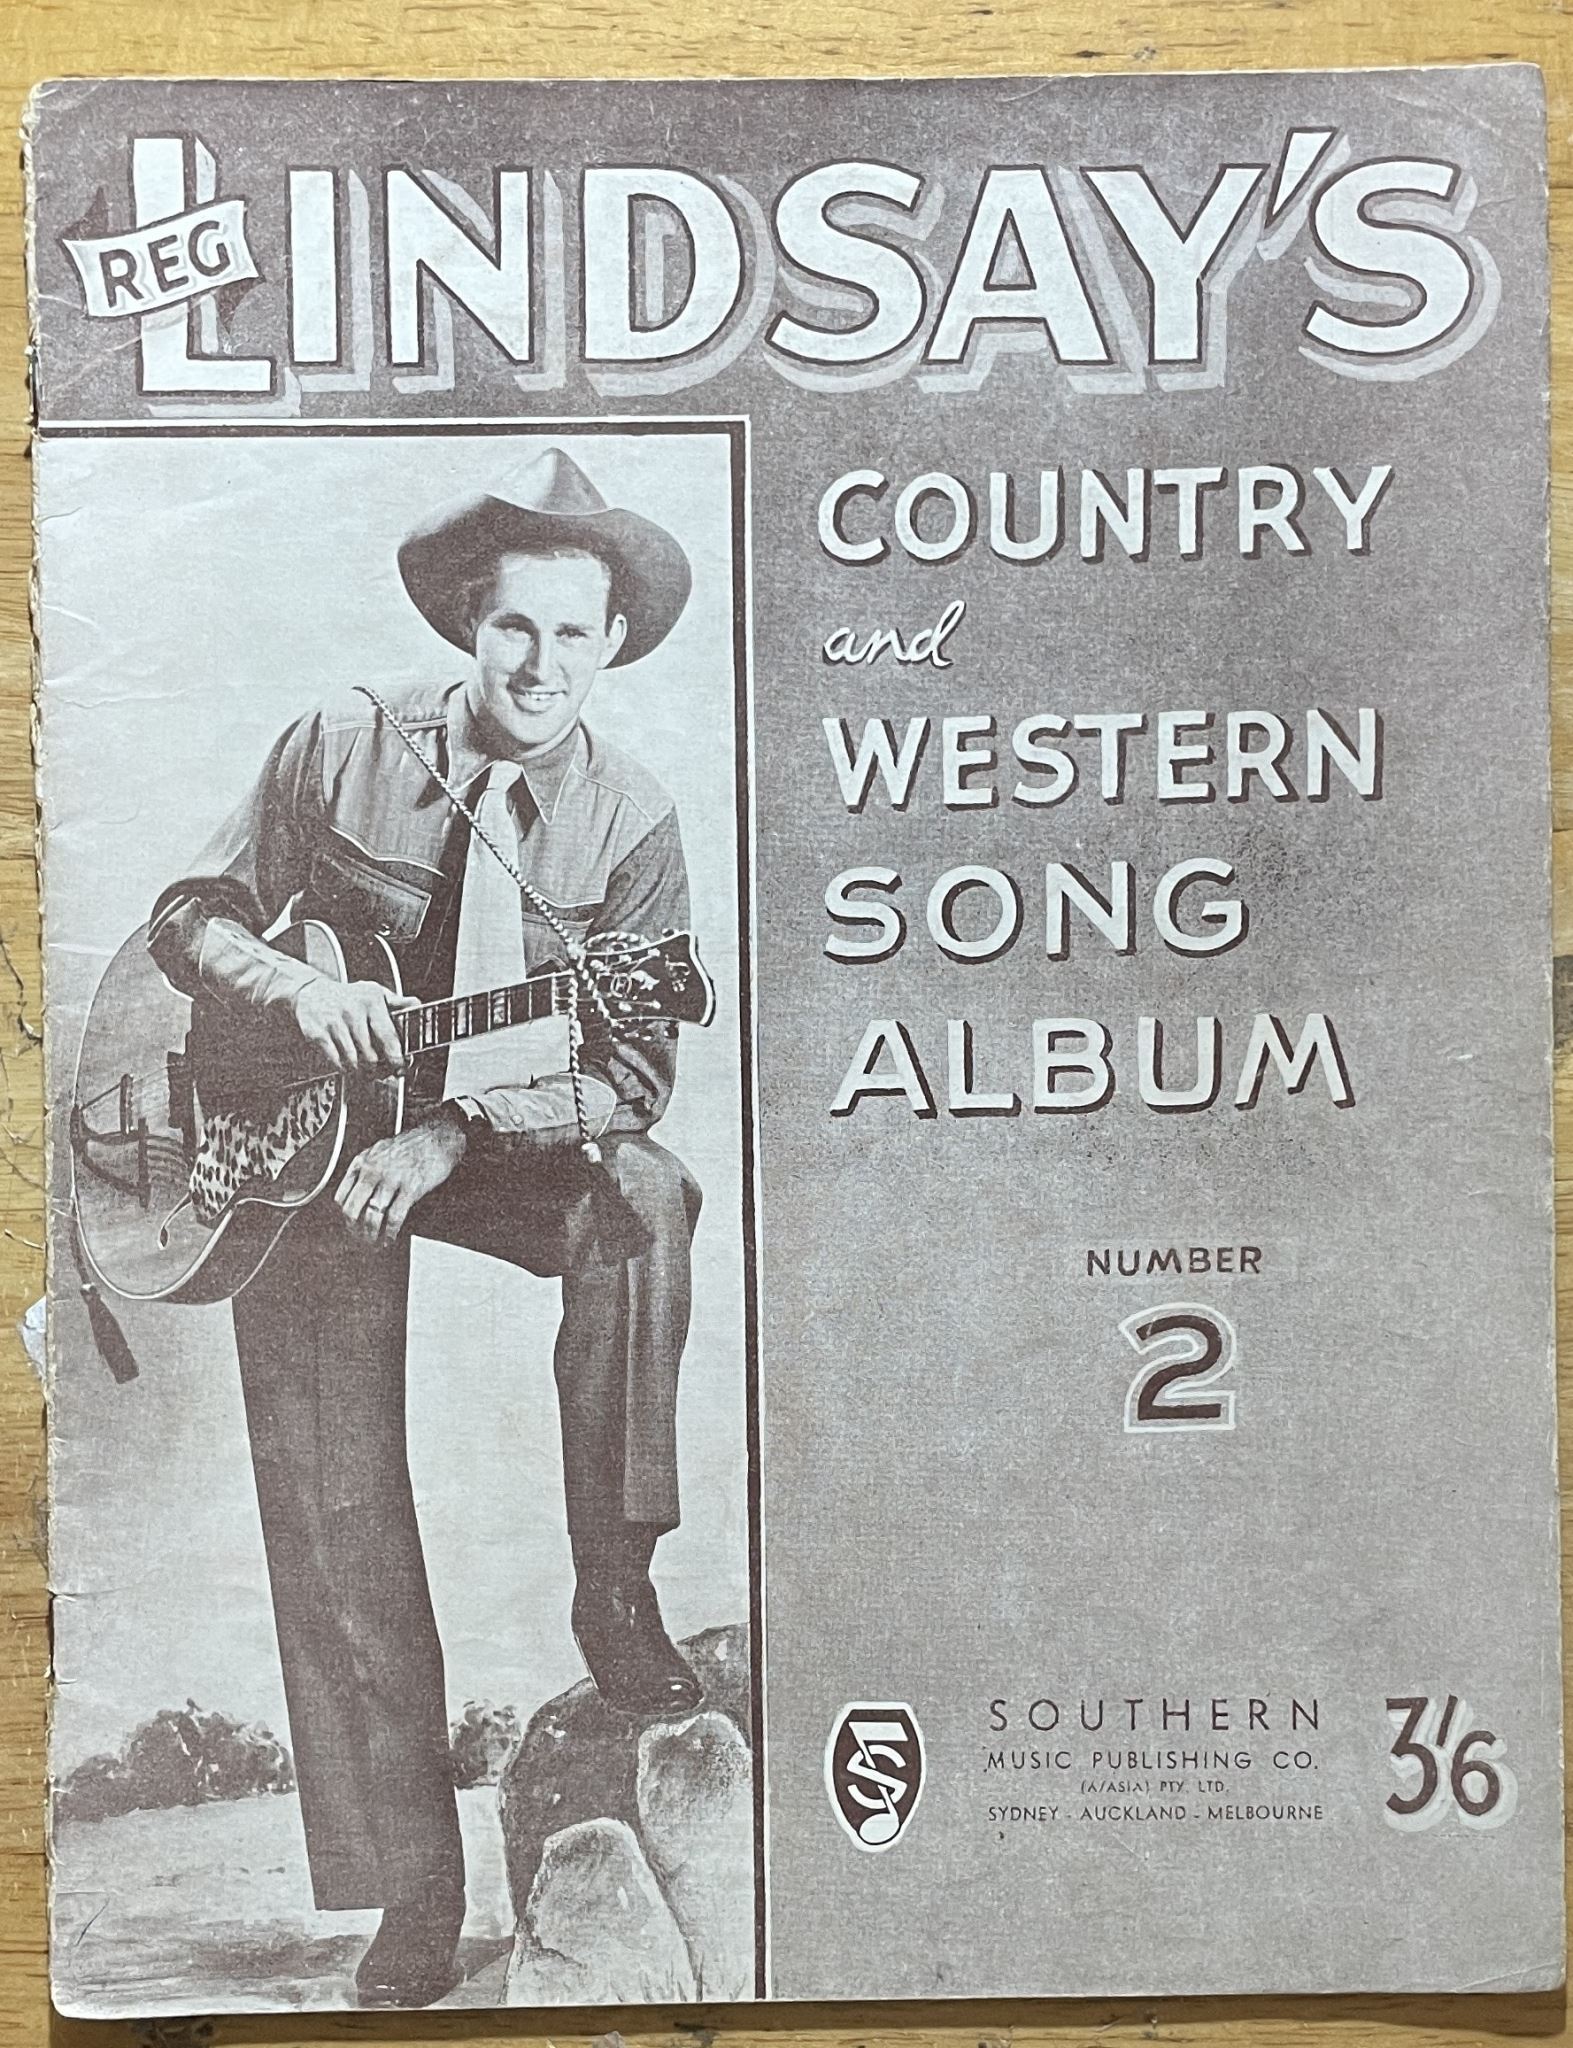 REG
LINDSAY'S
COUNTRY
and
WESTERN
SONG
ALBUM
NUMBER
2
SOUTHERN
MUSIC PUBLISHING CO.
(A/ASIA) PTY. LTD.
SYDNEY - AUCKLAND - MELBOURNE
3'6